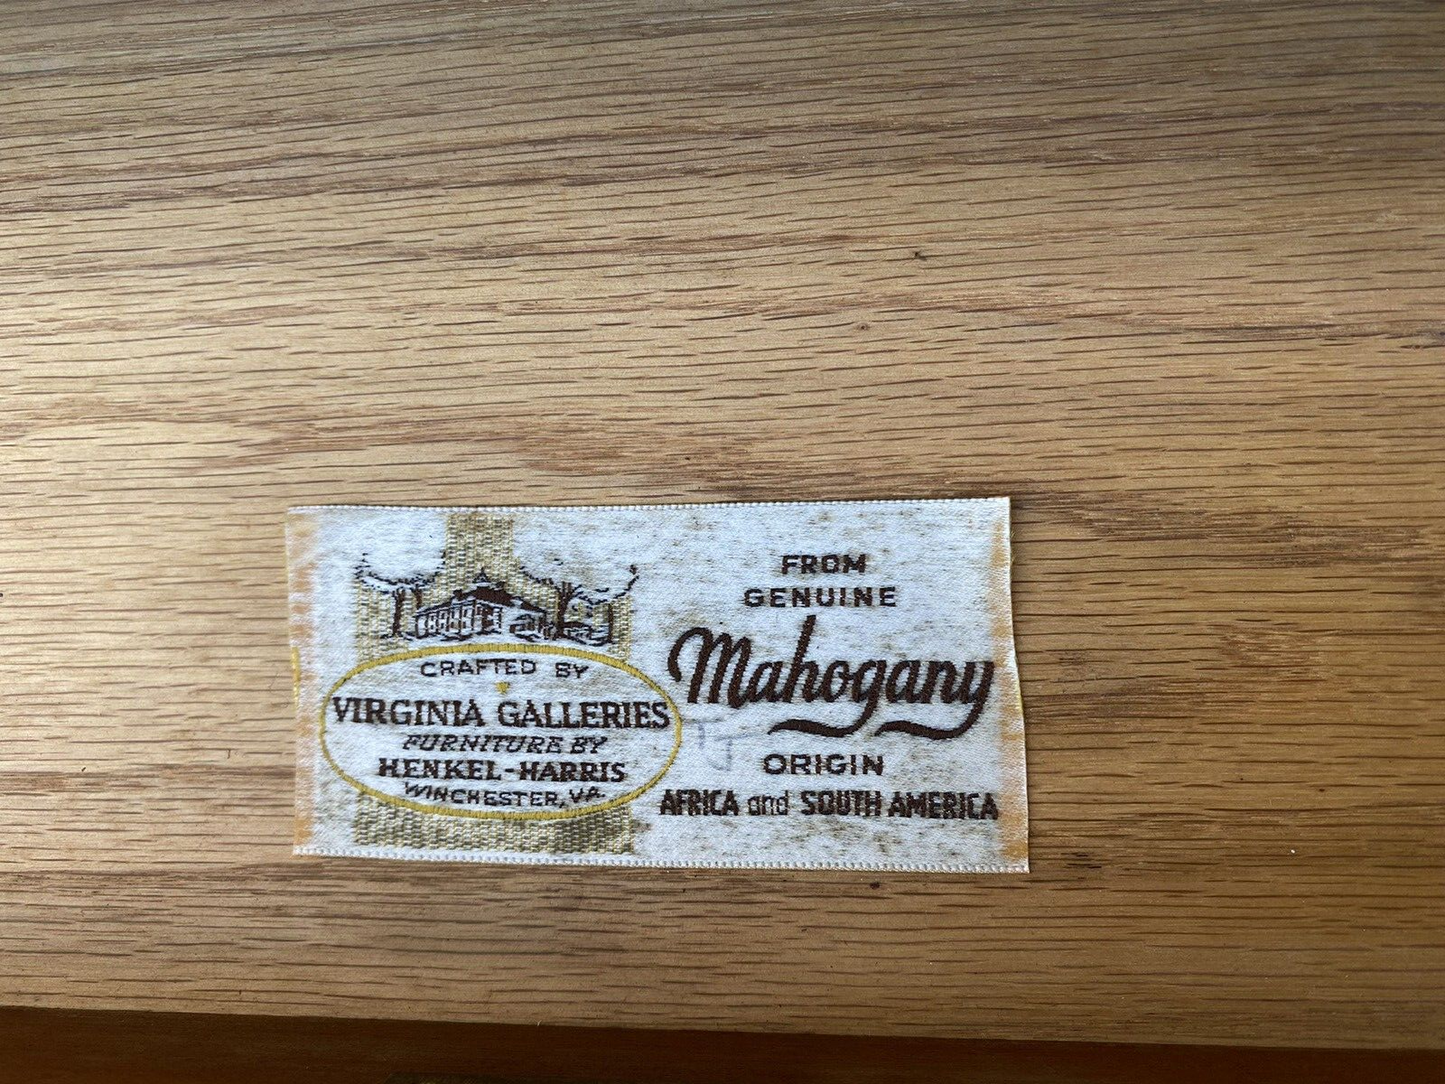 CRAFTED BY
VIRGINIA GALLERIES
FURNITURE BY
HENKEL-HARRIS
WINCHESTER, VA.
FROM
GENUINE
Mahogany
ORIGIN
AFRICA and SOUTH AMERICA